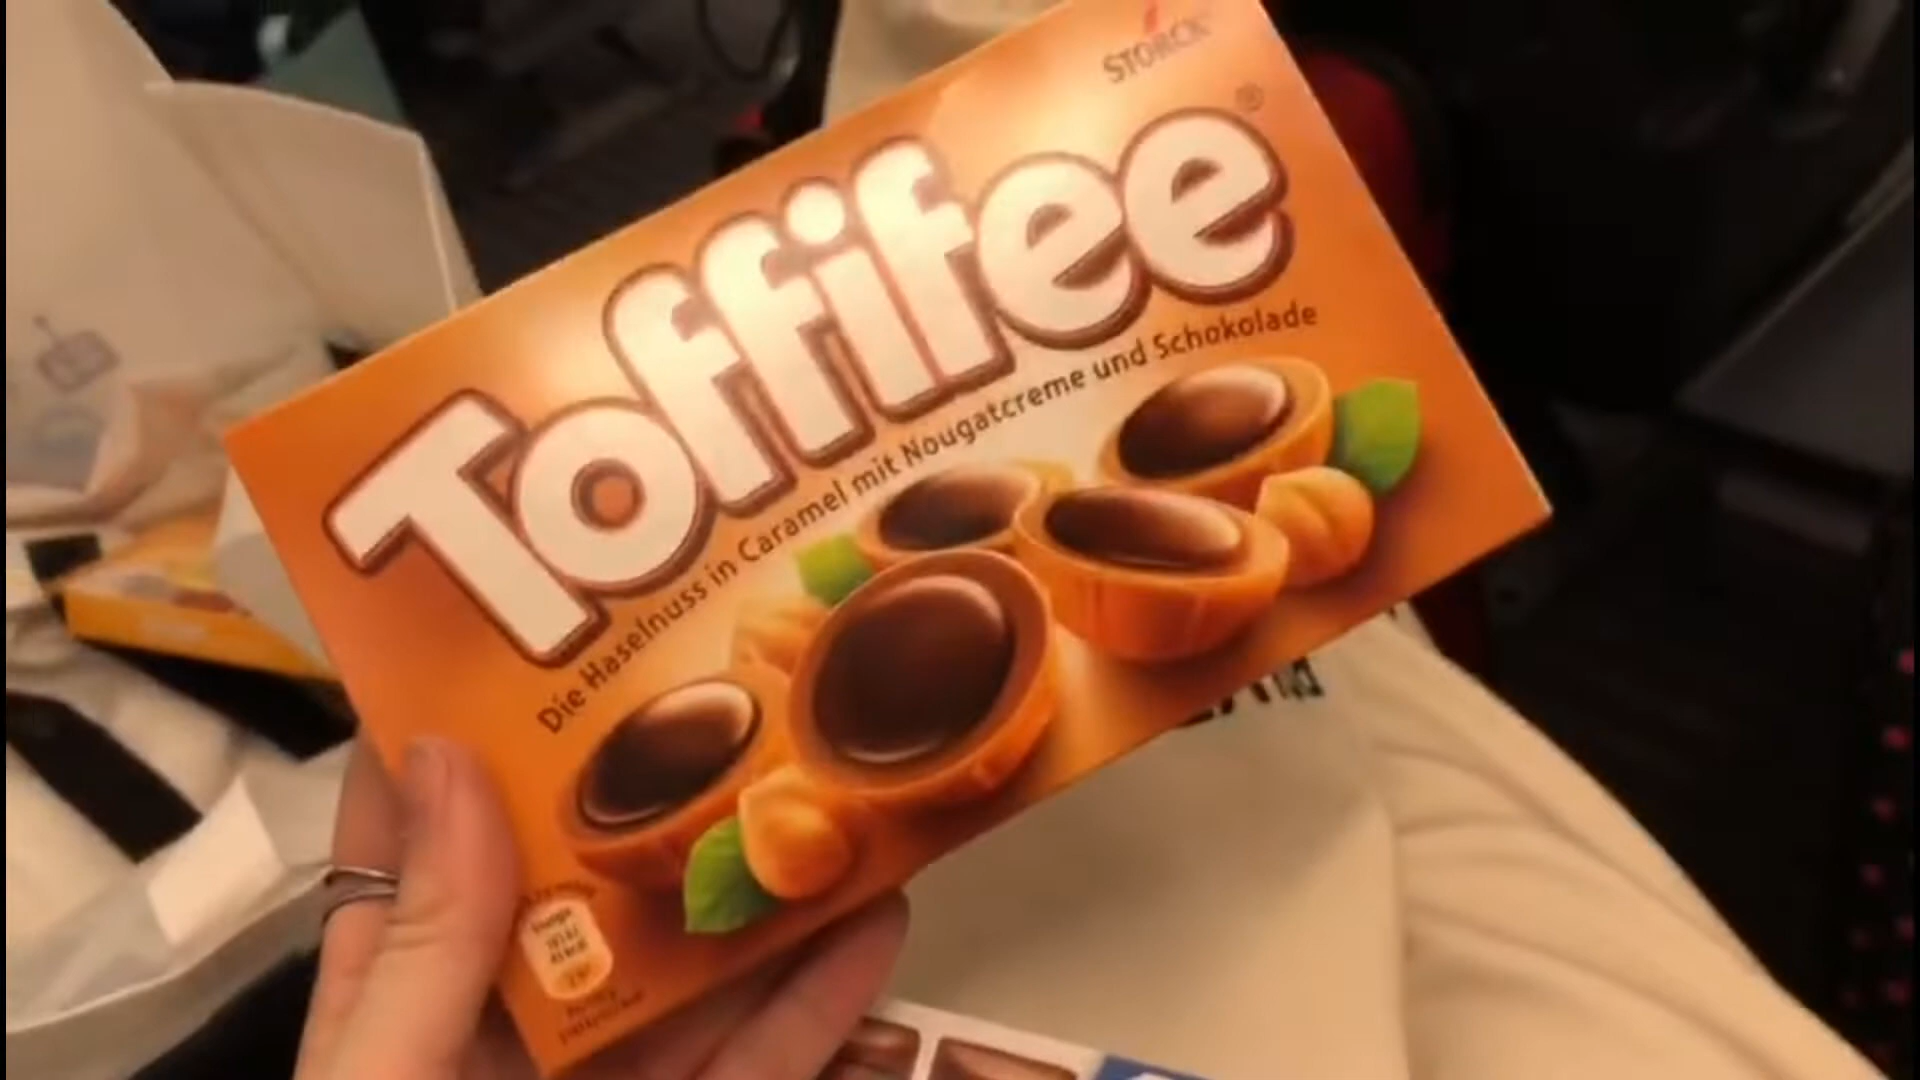 STORCK
Toffifee®
Die Haselnuss in Caramel mit Nougatcreme und Schokolade